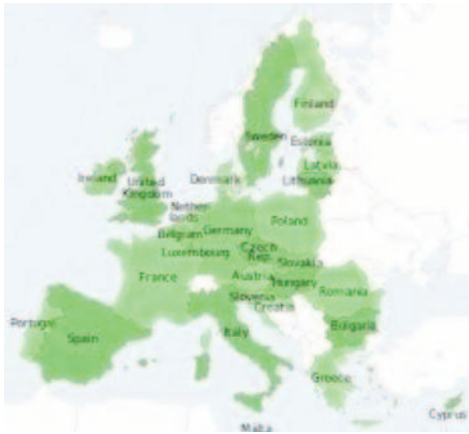 Finland
Sweden
Estonia
Latvia
Lithuania
Ireland
United
Kingdom
Denmark
Nether
lands
Poland
Belgium
Germany
Czech
Rep.
Luxembourg
Slovakia
France
Austria
Hungary
Romania
Slovenia
Croatia
Portugal
Spain
Italy
Bulgaria
Greece
Cyprus
Malta